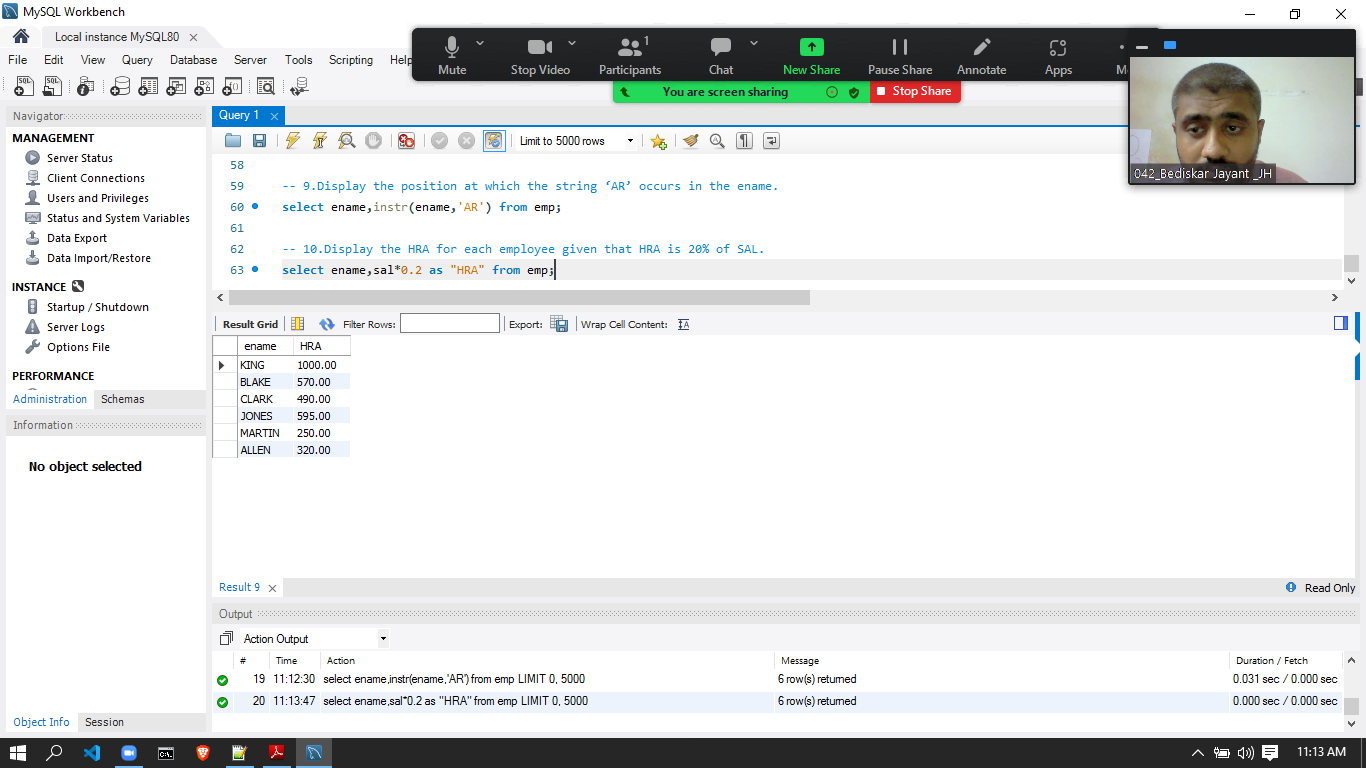 MySQL Workbench
Local instance MySQL80
File Edit View Query Database Server Tools Scripting Help
Mute Stop Video Participants 1 Chat New Share Pause Share Annotate Apps
You are screen sharing Stop Share
042_Bediskar Jayant _JH
Navigator
MANAGEMENT
Server Status
Client Connections
Users and Privileges
Status and System Variables
Data Export
Data Import/Restore
INSTANCE
Startup / Shutdown
Server Logs
Options File
PERFORMANCE
Administration Schemas
Information
No object selected
Object Info Session
Query 1
Limit to 5000 rows
58
59 -- 9.Display the position at which the string ‘AR’ occurs in the ename.
60 select ename,instr(ename,'AR') from emp;
61
62 -- 10.Display the HRA for each employee given that HRA is 20% of SAL.
63 select ename,sal*0.2 as "HRA" from emp;
Result Grid Filter Rows: Export: Wrap Cell Content:
ename HRA
KING 1000.00
BLAKE 570.00
CLARK 490.00
JONES 595.00
MARTIN 250.00
ALLEN 320.00
Result 9
Read Only
Output
Action Output
# Time Action Message Duration / Fetch
19 11:12:30 select ename,instr(ename,'AR') from emp LIMIT 0, 5000 6 row(s) returned 0.031 sec / 0.000 sec
20 11:13:47 select ename,sal*0.2 as "HRA" from emp LIMIT 0, 5000 6 row(s) returned 0.000 sec / 0.000 sec
11:13 AM